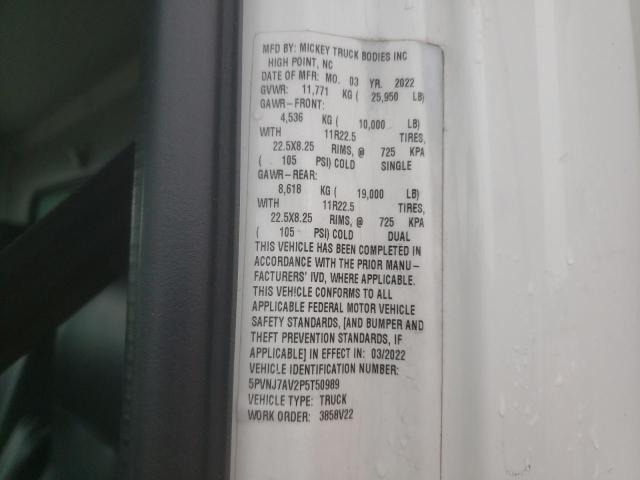 MFD BY: MICKEY TRUCK BODIES INC
HIGH POINT, NC
DATE OF MFR: MO. 03 YR. 2022
GVWR: 11,771 KG ( 25,950 LB)
GAWR-FRONT:
4,536 KG ( 10,000 LB)
WITH 11R22.5 TIRES,
22.5X8.25 RIMS, @ 725 KPA
( 105 PSI) COLD SINGLE
GAWR-REAR:
8,618 KG ( 19,000 LB)
WITH 11R22.5 TIRES,
22.5X8.25 RIMS, @ 725 KPA
( 105 PSI) COLD DUAL
THIS VEHICLE HAS BEEN COMPLETED IN
ACCORDANCE WITH THE PRIOR MANU-
FACTURERS' IVD, WHERE APPLICABLE.
THIS VEHICLE CONFORMS TO ALL
APPLICABLE FEDERAL MOTOR VEHICLE
SAFETY STANDARDS, [AND BUMPER AND
THEFT PREVENTION STANDARDS, IF
APPLICABLE] IN EFFECT IN: 03/2022
VEHICLE IDENTIFICATION NUMBER:
5PVNJ7AV2P5T50989
VEHICLE TYPE: TRUCK
WORK ORDER: 3858V22